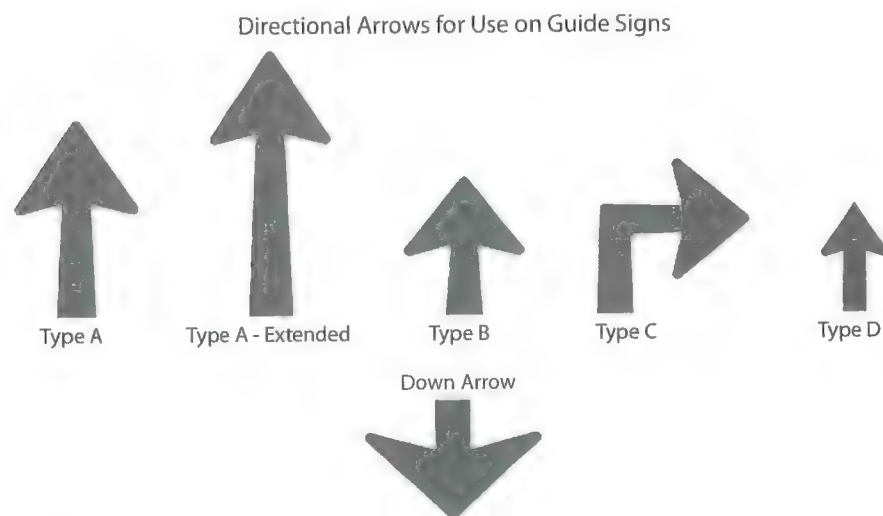 Directional Arrows for Use on Guide Signs
Type A
Type A - Extended
Type B
Type C
Type D
Down Arrow